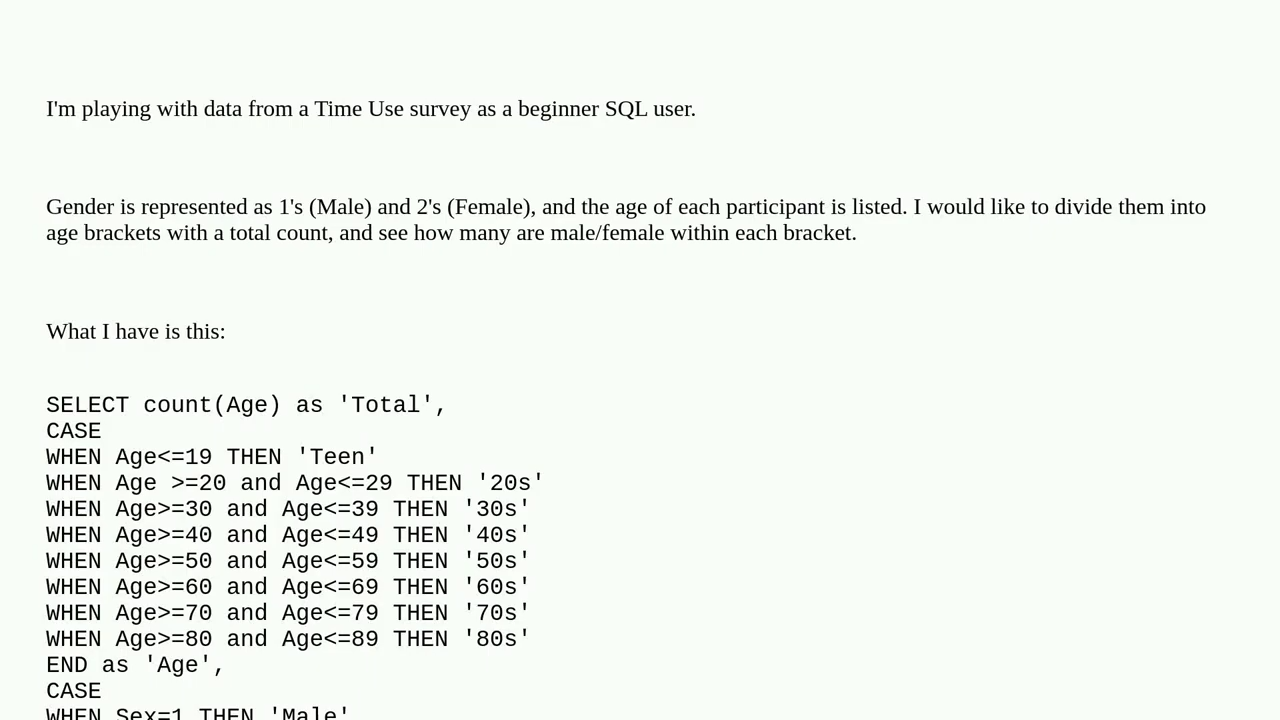 I'm playing with data from a Time Use survey as a beginner SQL user.
Gender is represented as 1's (Male) and 2's (Female), and the age of each participant is listed. I would like to divide them into
age brackets with a total count, and see how many are male/female within each bracket.
What I have is this:
SELECT count(Age) as 'Total',
CASE
WHEN Age<=19 THEN 'Teen'
WHEN Age >=20 and Age<=29 THEN '20s'
WHEN Age>=30 and Age<=39 THEN '30s'
WHEN Age>=40 and Age<=49 THEN '40s'
WHEN Age>=50 and Age<=59 THEN '50s'
WHEN Age>=60 and Age<=69 THEN '60s'
WHEN Age>=70 and Age<=79 THEN '70s'
WHEN Age>=80 and Age<=89 THEN '80s'
END as 'Age',
CASE
WHEN Sex=1 THEN 'Male'